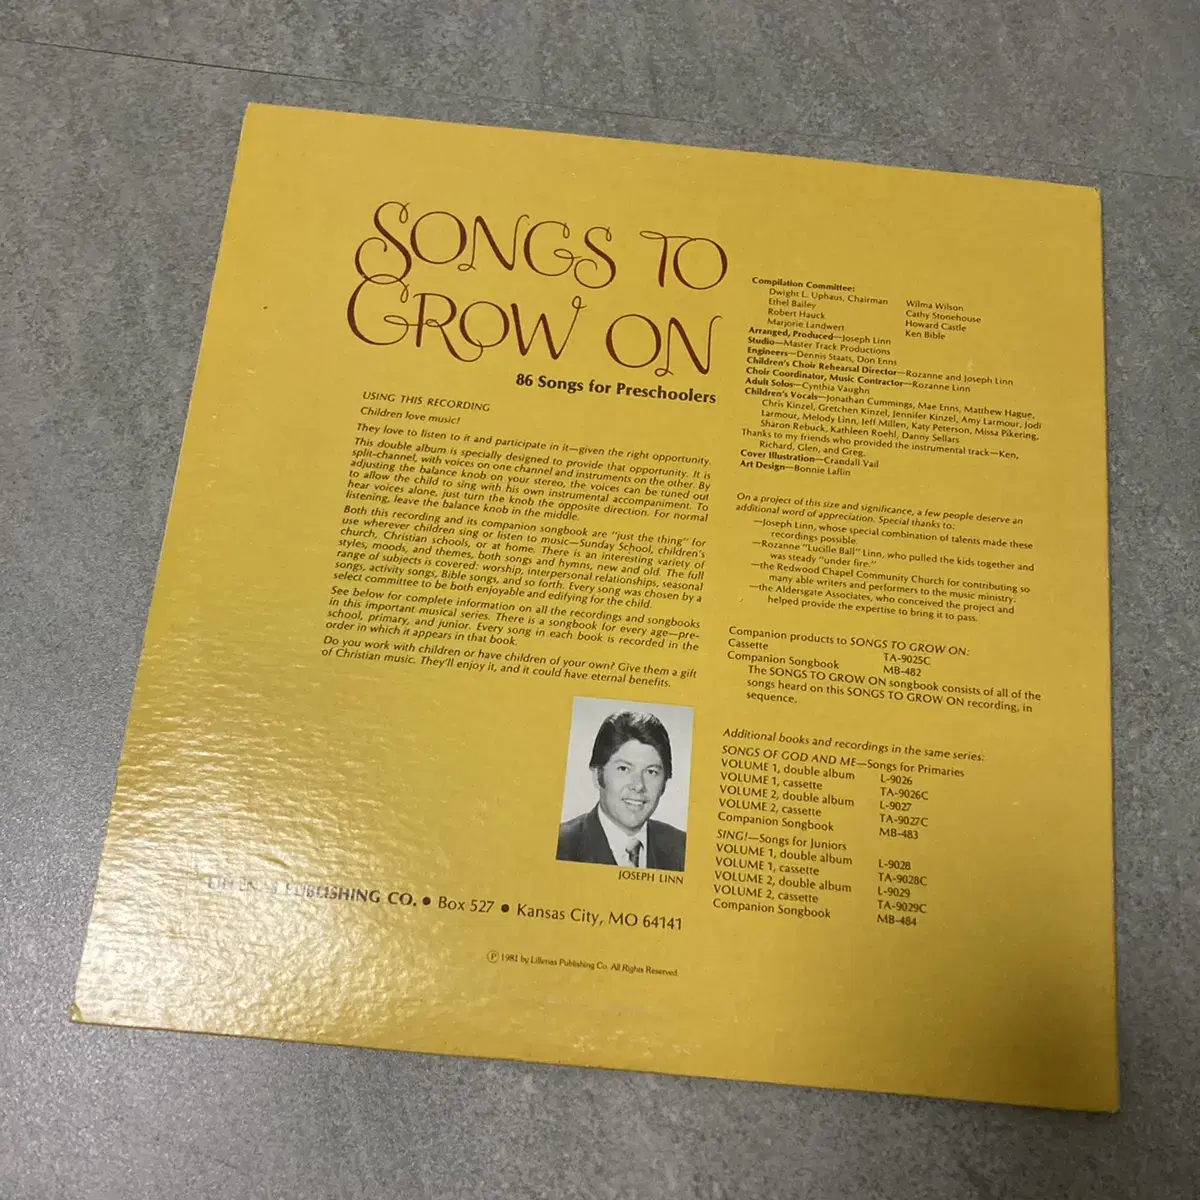 SONGS TO
GROW ON
86 Songs for Preschoolers
USING THIS RECORDING
Children love music!
They love to listen to it and participate in it—given the right opportunity.
This double album is specially designed to provide that opportunity. It is
split-channel, with voices on one channel and instruments on the other. By
adjusting the balance knob on your stereo, the voices can be tuned out
to allow the child to sing with his own instrumental accompaniment. To
hear voices alone, just turn the knob the opposite direction. For normal
listening, leave the balance knob in the middle.
Both this recording and its companion songbook are "just the thing" for
use wherever children sing or listen to music—Sunday School, children's
church, Christian schools, or at home. There is an interesting variety of
styles, moods, and themes, both songs and hymns, new and old. The full
range of subjects is covered: worship, interpersonal relationships, seasonal
songs, activity songs, Bible songs, and so forth. Every song was chosen by a
select committee to be both enjoyable and edifying for the child.
See below for complete information on all the recordings and songbooks
in this important musical series. There is a songbook for every age—pre-
school, primary, and junior. Every song in each book is recorded in the
order in which it appears in that book.
Do you work with children or have children of your own? Give them a gift
of Christian music. They'll enjoy it, and it could have eternal benefits.
JOSEPH LINN
LILLENAS PUBLISHING CO. • Box 527 • Kansas City, MO 64141
Ⓟ 1981 by Lillenas Publishing Co. All Rights Reserved.
Compilation Committee:
Dwight L. Uphaus, Chairman Wilma Wilson
Ethel Bailey Cathy Stonehouse
Robert Hauck Howard Castle
Marjorie Landwert Ken Bible
Arranged, Produced—Joseph Linn
Studio—Master Track Productions
Engineers—Dennis Staats, Don Enns
Children's Choir Rehearsal Director—Rozanne and Joseph Linn
Choir Coordinator, Music Contractor—Rozanne Linn
Adult Solos—Cynthia Vaughn
Children's Vocals—Jonathan Cummings, Mae Enns, Matthew Hague,
Chris Kinzel, Gretchen Kinzel, Jennifer Kinzel, Amy Larmour, Jodi
Larmour, Melody Linn, Jeff Millen, Katy Peterson, Missa Pikering,
Sharon Rebuck, Kathleen Roehl, Danny Sellars
Thanks to my friends who provided the instrumental track—Ken,
Richard, Glen, and Greg.
Cover Illustration—Crandall Vail
Art Design—Bonnie Laflin
On a project of this size and significance, a few people deserve an
additional word of appreciation. Special thanks to:
—Joseph Linn, whose special combination of talents made these
recordings possible.
—Rozanne "Lucille Ball" Linn, who pulled the kids together and
was steady "under fire."
—the Redwood Chapel Community Church for contributing so
many able writers and performers to the music ministry.
—the Aldersgate Associates, who conceived the project and
helped provide the expertise to bring it to pass.
Companion products to SONGS TO GROW ON:
Cassette TA-9025C
Companion Songbook MB-482
The SONGS TO GROW ON songbook consists of all of the
songs heard on this SONGS TO GROW ON recording, in
sequence.
Additional books and recordings in the same series:
SONGS OF GOD AND ME—Songs for Primaries
VOLUME 1, double album L-9026
VOLUME 1, cassette TA-9026C
VOLUME 2, double album L-9027
VOLUME 2, cassette TA-9027C
Companion Songbook MB-483
SING!—Songs for Juniors
VOLUME 1, double album L-9028
VOLUME 1, cassette TA-9028C
VOLUME 2, double album L-9029
VOLUME 2, cassette TA-9029C
Companion Songbook MB-484